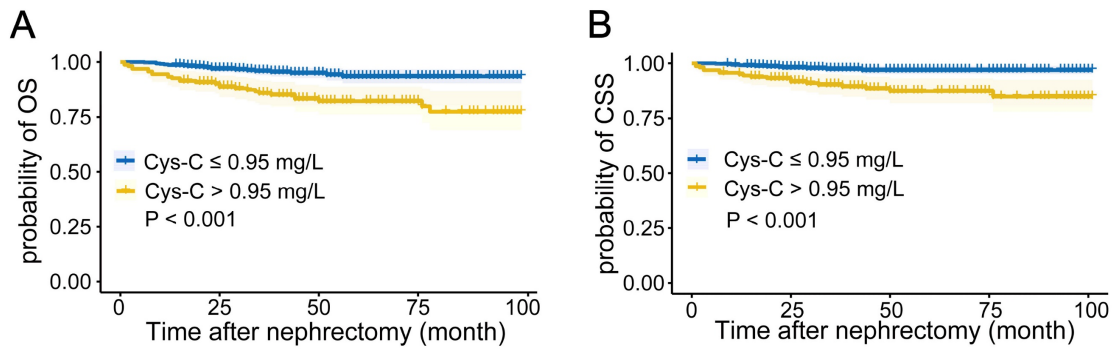 A
probability of OS
1.00
0.75
0.50
0.25
0.00
Cys-C ≤ 0.95 mg/L
Cys-C > 0.95 mg/L
P < 0.001
0 25 50 75 100
Time after nephrectomy (month)
B
probability of CSS
1.00
0.75
0.50
0.25
0.00
Cys-C ≤ 0.95 mg/L
Cys-C > 0.95 mg/L
P < 0.001
0 25 50 75 100
Time after nephrectomy (month)